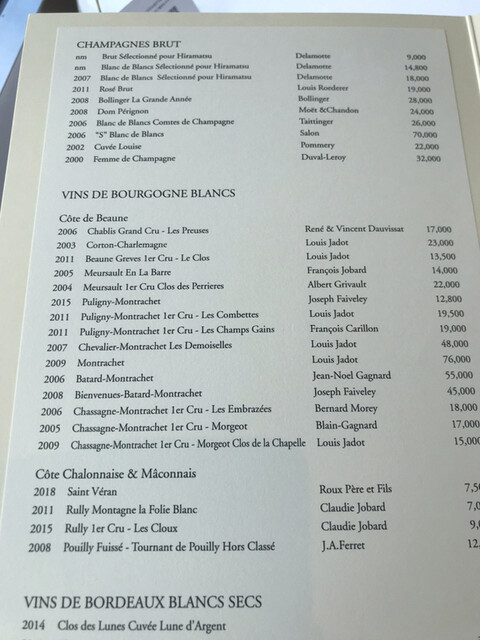 CHAMPAGNES BRUT
nm Brut Sélectionné pour Hiramatsu Delamotte 9,000
nm Blanc de Blancs Sélectionné pour Hiramatsu Delamotte 14,800
2007 Blanc de Blancs Sélectionné pour Hiramatsu Delamotte 18,000
2011 Rosé Brut Louis Roederer 19,000
2008 Bollinger La Grande Année Bollinger 28,000
2008 Dom Pérignon Moët &Chandon 24,000
2006 Blanc de Blancs Comtes de Champagne Taittinger 26,000
2006 "S" Blanc de Blancs Salon 70,000
2002 Cuvée Louise Pommery 22,000
2000 Femme de Champagne Duval-Leroy 32,000
VINS DE BOURGOGNE BLANCS
Côte de Beaune
2006 Chablis Grand Cru - Les Preuses René & Vincent Dauvissat 17,000
2003 Corton-Charlemagne Louis Jadot 23,000
2011 Beaune Greves 1er Cru - Le Clos Louis Jadot 13,500
2005 Meursault En La Barre François Jobard 14,000
2004 Meursault 1er Cru Clos des Perrieres Albert Grivault 22,000
2015 Puligny-Montrachet Joseph Faiveley 12,800
2011 Puligny-Montrachet 1er Cru - Les Combettes Louis Jadot 19,500
2011 Puligny-Montrachet 1er Cru - Les Champs Gains François Carillon 19,000
2007 Chevalier-Montrachet Les Demoiselles Louis Jadot 48,000
2009 Montrachet Louis Jadot 76,000
2006 Batard-Montrachet Jean-Noel Gagnard 55,000
2008 Bienvenues-Batard-Montrachet Joseph Faiveley 45,000
2006 Chassagne-Montrachet 1er Cru - Les Embrazées Bernard Morey 18,000
2005 Chassagne-Montrachet 1er Cru - Morgeot Blain-Gagnard 17,000
2009 Chassagne-Montrachet 1er Cru - Morgeot Clos de la Chapelle Louis Jadot 15,000
Côte Chalonnaise & Mâconnais
2018 Saint Véran Roux Père et Fils 7,5
2011 Rully Montagne la Folie Blanc Claudie Jobard 7,0
2015 Rully 1er Cru - Les Cloux Claudie Jobard 9,0
2008 Pouilly Fuissé - Tournant de Pouilly Hors Classé J.A.Ferret 12,
VINS DE BORDEAUX BLANCS SECS
2014 Clos des Lunes Cuvée Lune d'Argent